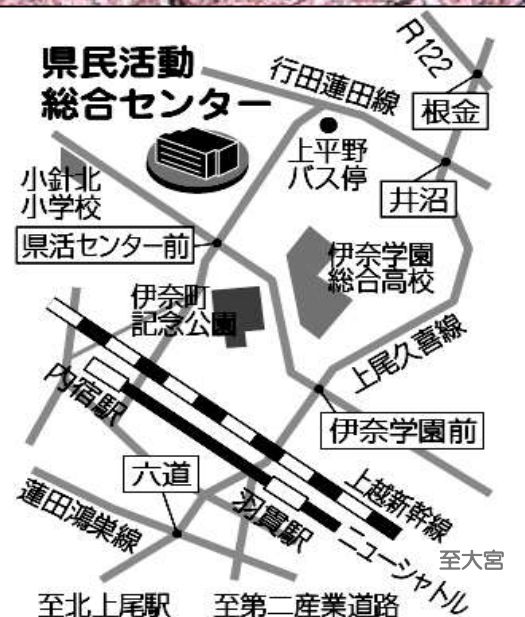 県民活動
総合センター
行田蓮田線
R122
根金
上平野
バス停
井沼
小針北
小学校
県活センター前
伊奈学園
総合高校
伊奈町
記念公園
上尾久喜線
内宿駅
伊奈学園前
六道
羽貫駅
上越新幹線
蓮田鴻巣線
ニューシャトル
至大宮
至北上尾駅
至第二産業道路